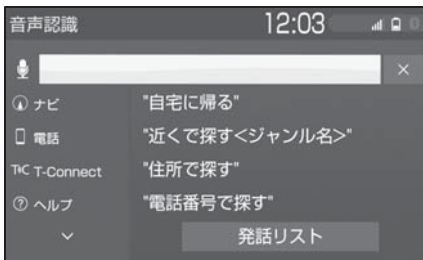 音声認識 12:03
×
ナビ "自宅に帰る"
電話 "近くで探す<ジャンル名>"
T-Connect "住所で探す"
ヘルプ "電話番号で探す"
発話リスト